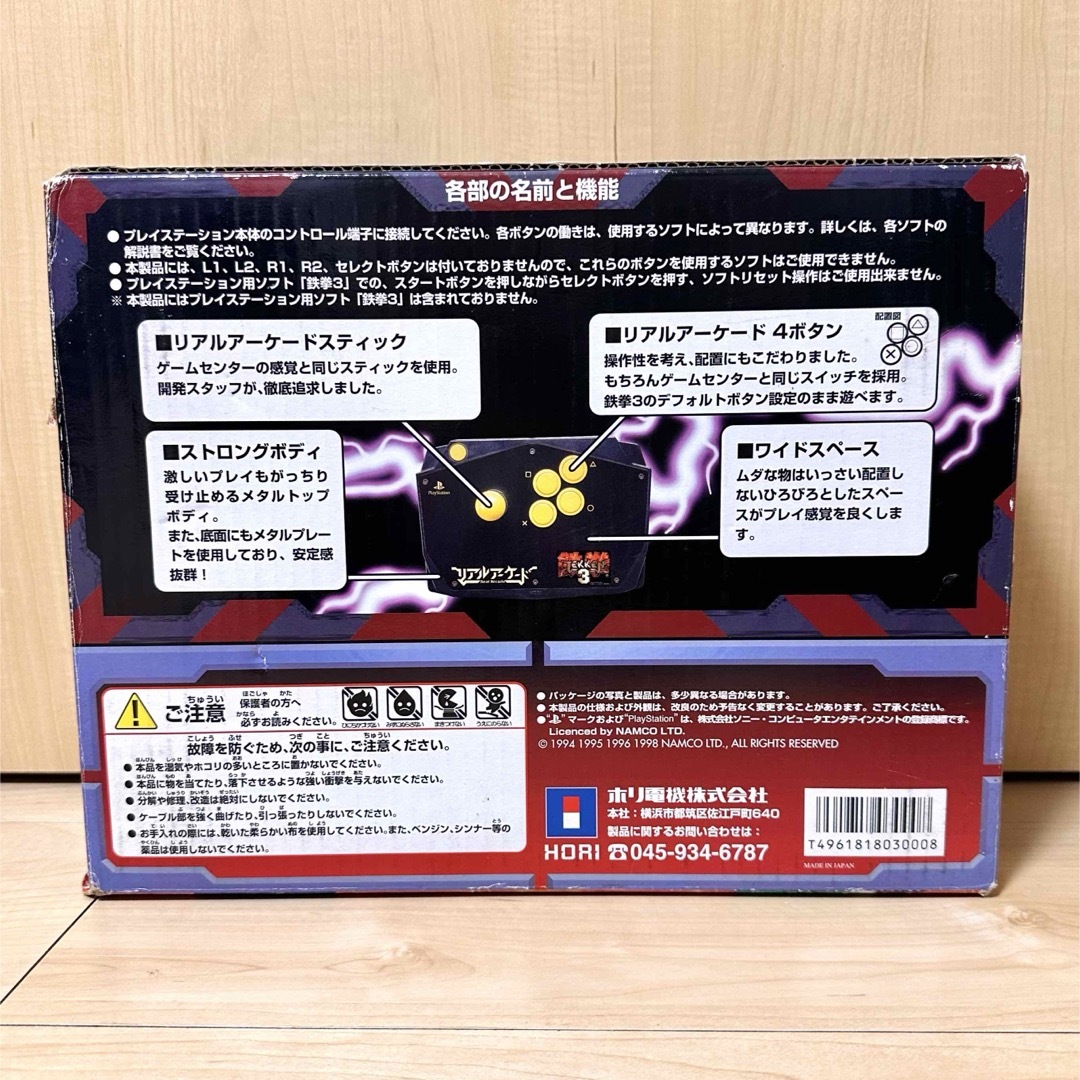 各部の名前と機能
● プレイステーション本体のコントロール端子に接続してください。各ボタンの働きは、使用するソフトによって異なります。詳しくは、各ソフトの
解説書をご覧ください。
● 本製品には、L1、L2、R1、R2、セレクトボタンは付いておりませんので、これらのボタンを使用するソフトはご使用できません。
● プレイステーション用ソフト「鉄拳3」での、スタートボタンを押しながらセレクトボタンを押す、ソフトリセット操作はご使用出来ません。
※ 本製品にはプレイステーション用ソフト「鉄拳3」は含まれておりません。
■リアルアーケードスティック
ゲームセンターの感覚と同じスティックを使用。
開発スタッフが、徹底追求しました。
■リアルアーケード 4ボタン
配置図
操作性を考え、配置にもこだわりました。
もちろんゲームセンターと同じスイッチを採用。
鉄拳3のデフォルトボタン設定のまま遊べます。
■ストロングボディ
激しいプレイもがっちり
受け止めるメタルトップ
ボディ。
また、底面にもメタルプレー
トを使用しており、安定感
抜群！
■ワイドスペース
ムダな物はいっさい配置し
ないひろびろとしたスペー
スがプレイ感覚を良くしま
す。
PlayStation
リアルアーケード
鉄拳
TEKKEN
3
ご注意
ちゅうい
ほごしゃ かた
保護者の方へ
かなら よ
必ずお読みください。
こしょう ふせ つぎ こと ちゅうい
故障を防ぐため、次の事に、ご注意ください。
● 本品を湿気やホコリの多いところに置かないでください。
● 本品に物を当てたり、落下させるような強い衝撃を与えないでください。
● 分解や修理、改造は絶対にしないでください。
● ケーブル部を強く曲げたり、引っ張ったりしないでください。
● お手入れの際には、乾いた柔らかい布を使用してください。また、ベンジン、シンナー等の
薬品は使用しないでください。
● パッケージの写真と製品は、多少異なる場合があります。
● 本製品の仕様および外観は、改良のため予告なく変更することがあります。ご了承ください。
● “ ” マークおよび“PlayStation”は、株式会社ソニー・コンピュータエンタテインメントの登録商標です。
Licenced by NAMCO LTD.
© 1994 1995 1996 1998 NAMCO LTD., ALL RIGHTS RESERVED
ホリ電機株式会社
本社：横浜市都筑区佐江戸町640
製品に関するお問い合わせは：
HORI ☎045-934-6787
T4961818030008
MADE IN JAPAN